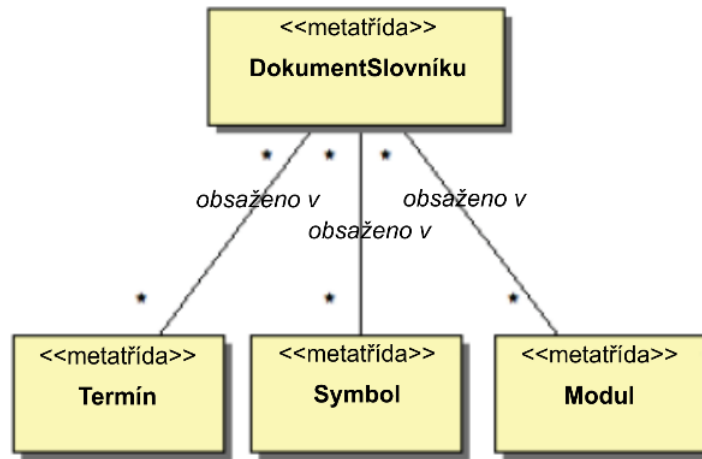 <<metatřída>>
DokumentSlovníku
* * *
obsaženo v
obsaženo v
obsaženo v
* * *
<<metatřída>>
Termín
<<metatřída>>
Symbol
<<metatřída>>
Modul